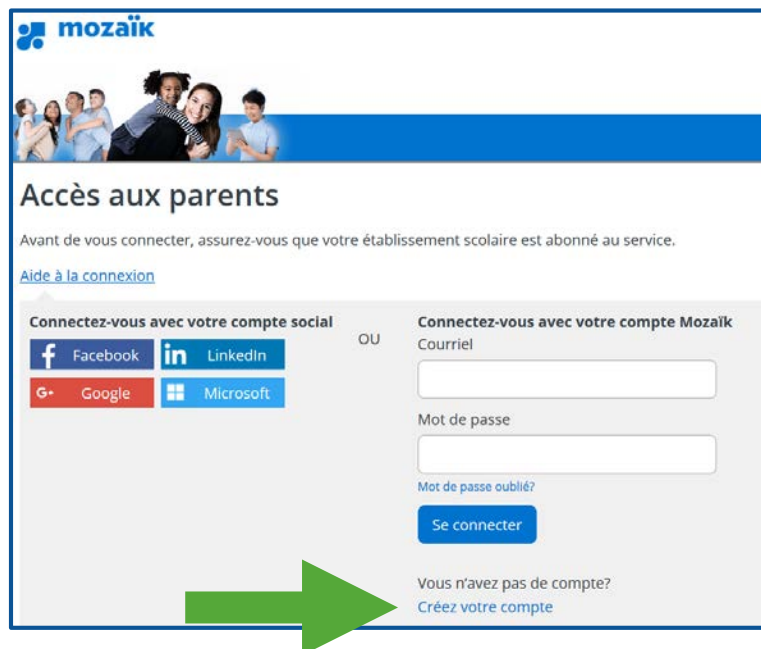 mozaïk
Accès aux parents
Avant de vous connecter, assurez-vous que votre établissement scolaire est abonné au service.
Aide à la connexion
Connectez-vous avec votre compte social
f Facebook
in LinkedIn
G+ Google
Microsoft
OU
Connectez-vous avec votre compte Mozaïk
Courriel
Mot de passe
Mot de passe oublié?
Se connecter
Vous n'avez pas de compte?
Créez votre compte